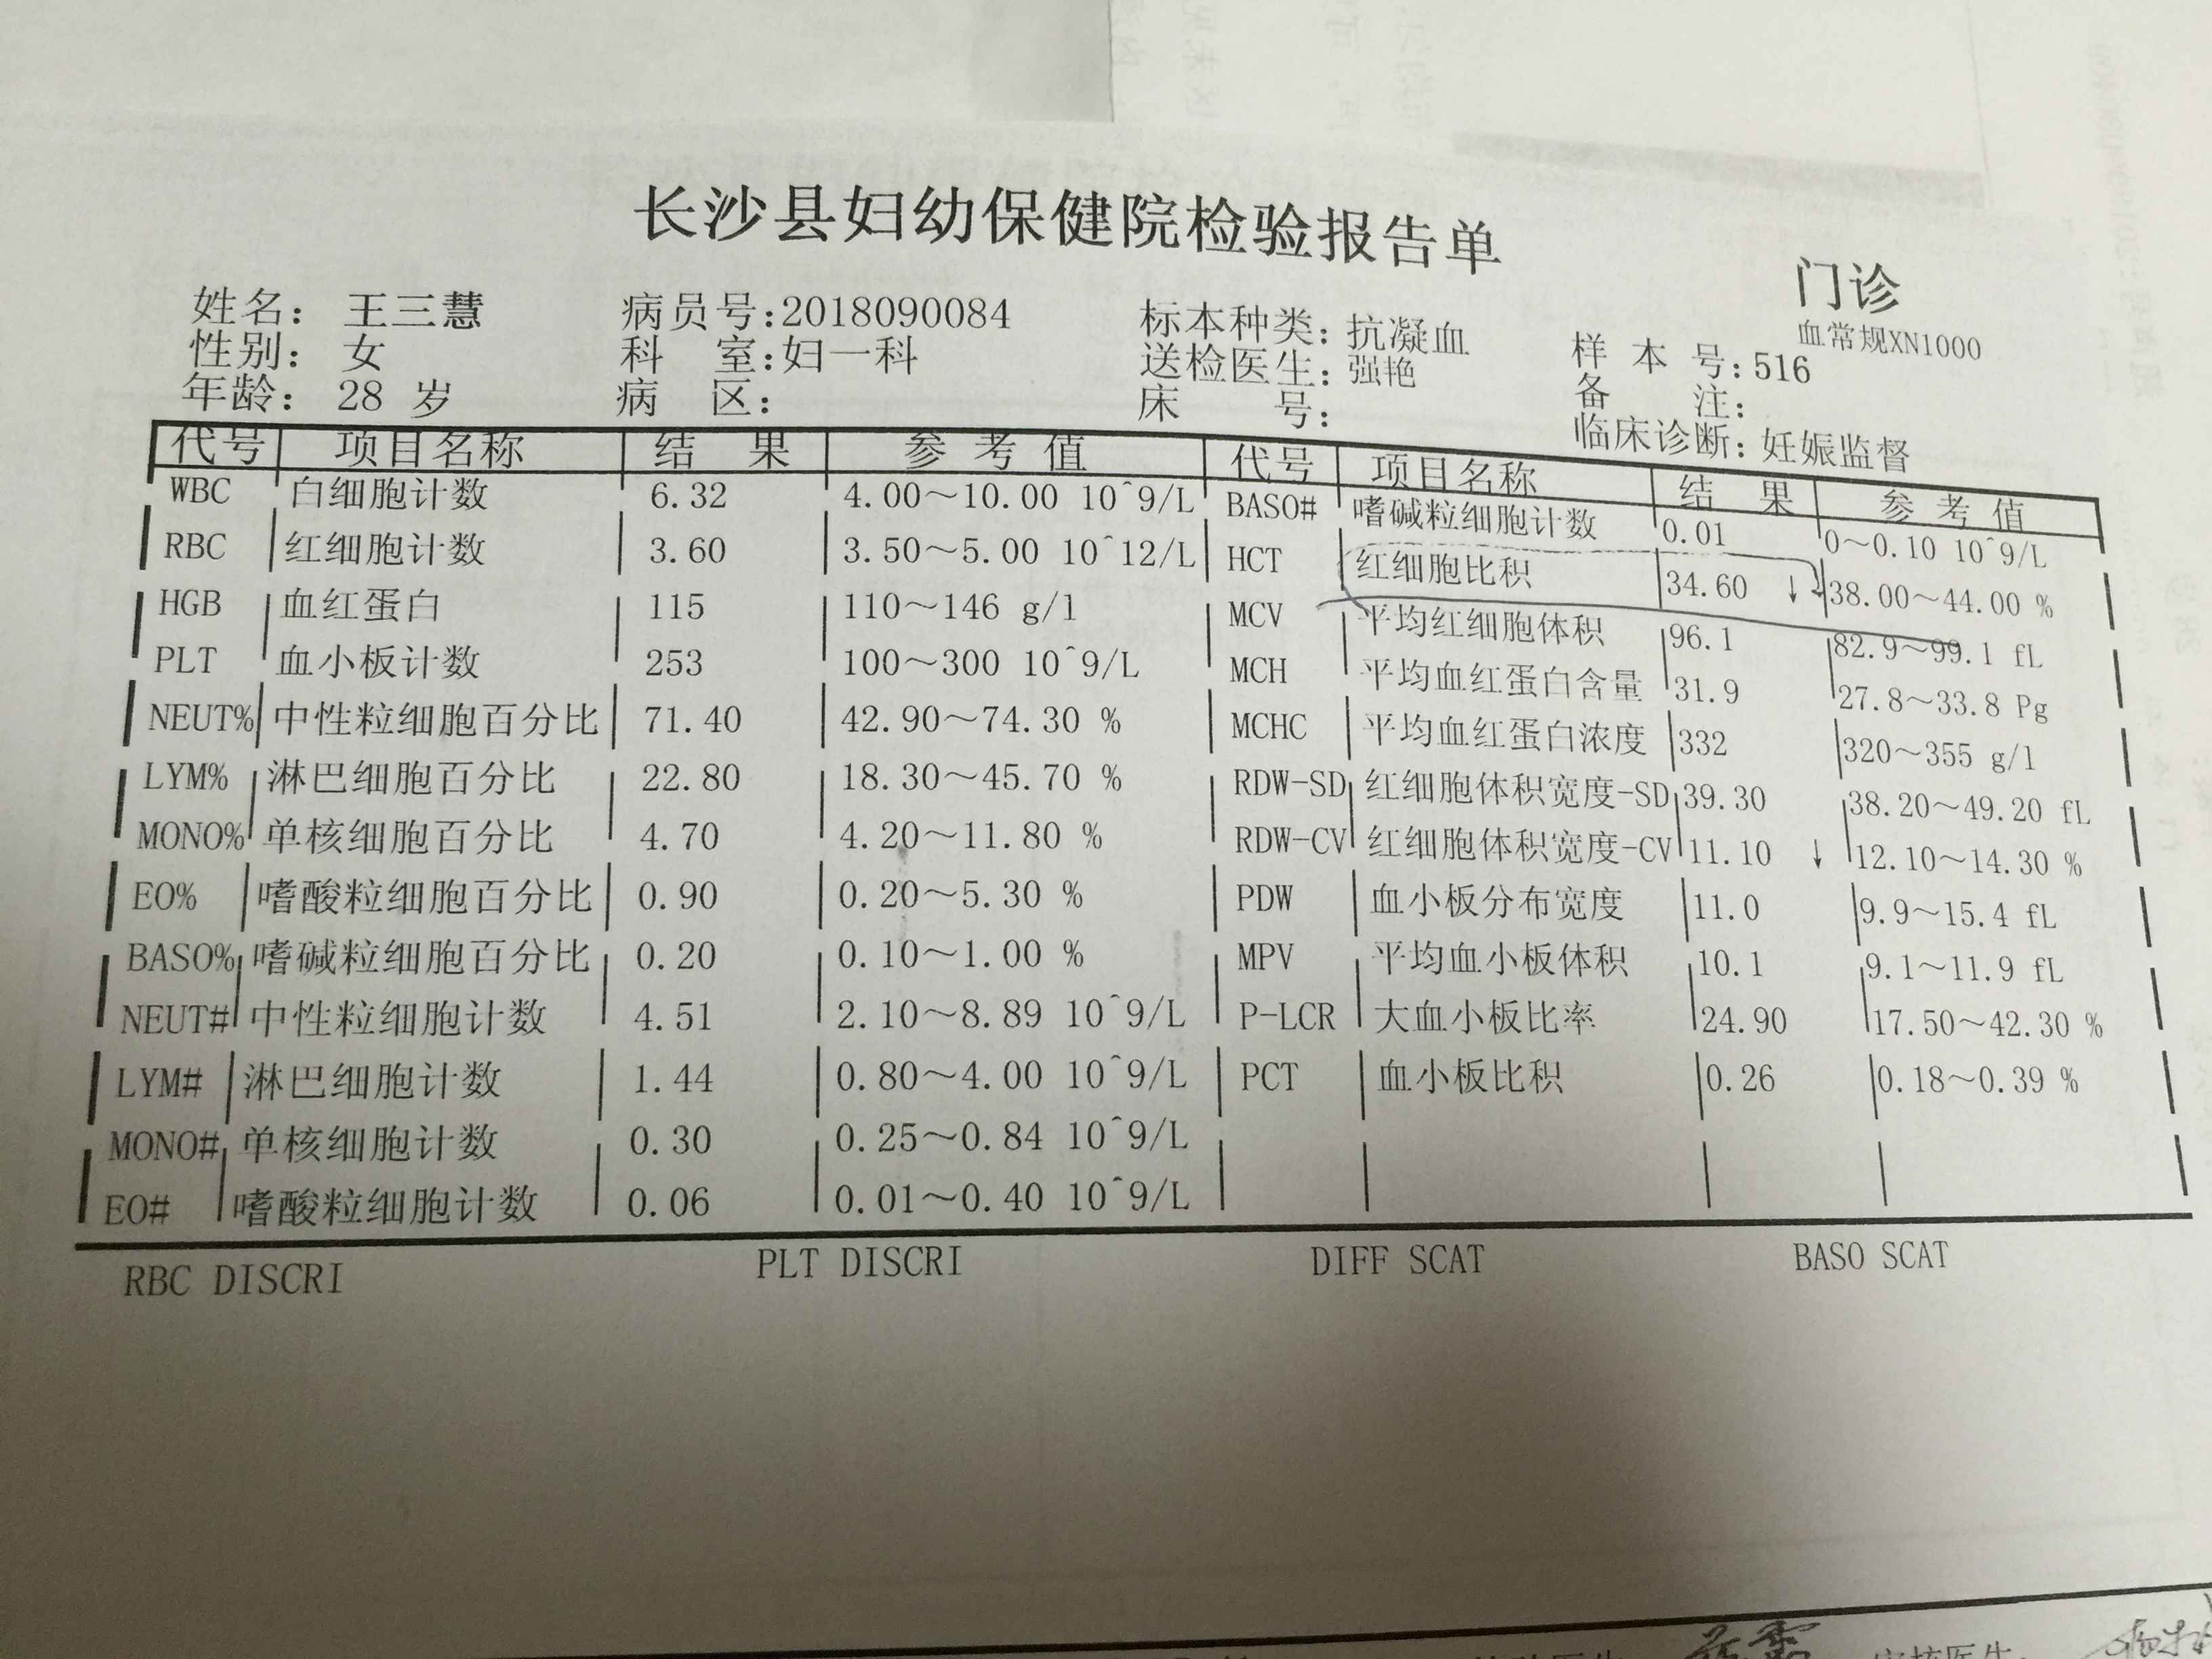 长沙县妇幼保健院检验报告单
门诊
血常规XN1000
姓名: 王三慧 病员号:2018090084 标本种类: 抗凝血 样 本 号: 516
性别: 女 科 室:妇一科 送检医生: 强艳 备 注:
年龄: 28 岁 病 区: 床 号: 临床诊断: 妊娠监督
代号 项目名称 结 果 参 考 值 代号 项目名称 结 果 参 考 值
WBC 白细胞计数 6.32 4.00～10.00 10^9/L BASO# 嗜碱粒细胞计数 0.01 0～0.10 10^9/L
RBC 红细胞计数 3.60 3.50～5.00 10^12/L HCT 红细胞比积 34.60 ↓ 38.00～44.00 %
HGB 血红蛋白 115 110～146 g/l MCV 平均红细胞体积 96.1 82.9～99.1 fL
PLT 血小板计数 253 100～300 10^9/L MCH 平均血红蛋白含量 31.9 27.8～33.8 Pg
NEUT% 中性粒细胞百分比 71.40 42.90～74.30 % MCHC 平均血红蛋白浓度 332 320～355 g/l
LYM% 淋巴细胞百分比 22.80 18.30～45.70 % RDW-SD 红细胞体积宽度-SD 39.30 38.20～49.20 fL
MONO% 单核细胞百分比 4.70 4.20～11.80 % RDW-CV 红细胞体积宽度-CV 11.10 ↓ 12.10～14.30 %
EO% 嗜酸粒细胞百分比 0.90 0.20～5.30 % PDW 血小板分布宽度 11.0 9.9～15.4 fL
BASO% 嗜碱粒细胞百分比 0.20 0.10～1.00 % MPV 平均血小板体积 10.1 9.1～11.9 fL
NEUT# 中性粒细胞计数 4.51 2.10～8.89 10^9/L P-LCR 大血小板比率 24.90 17.50～42.30 %
LYM# 淋巴细胞计数 1.44 0.80～4.00 10^9/L PCT 血小板比积 0.26 0.18～0.39 %
MONO# 单核细胞计数 0.30 0.25～0.84 10^9/L
EO# 嗜酸粒细胞计数 0.06 0.01～0.40 10^9/L
RBC DISCRI PLT DISCRI DIFF SCAT BASO SCAT
审核医生: